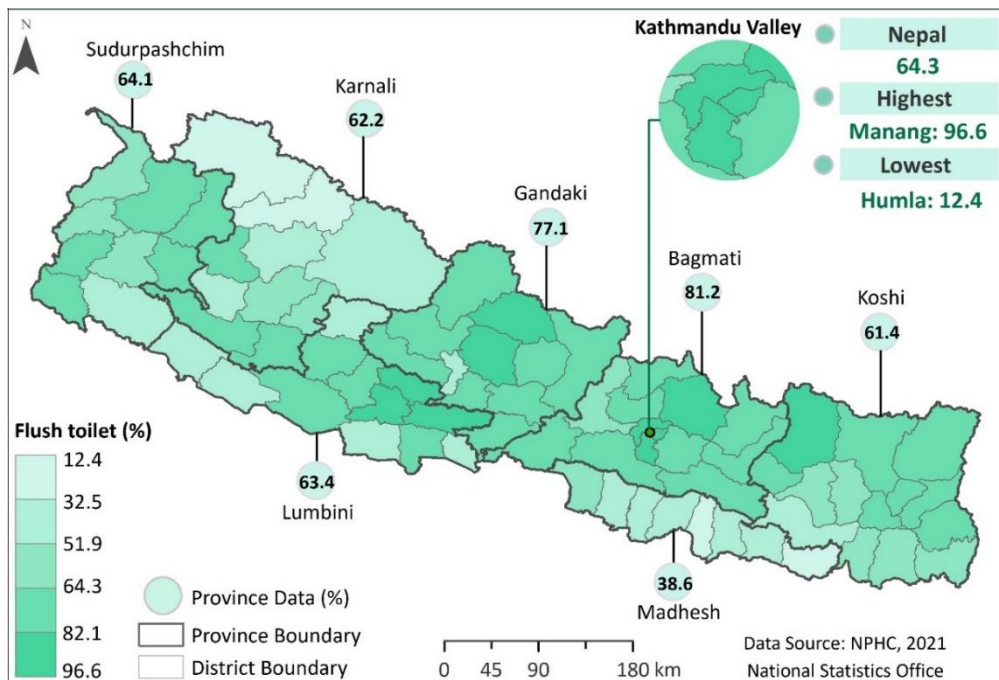 N
Sudurpashchim
64.1
Karnali
62.2
Gandaki
77.1
Kathmandu Valley
Nepal
64.3
Highest
Manang: 96.6
Lowest
Humla: 12.4
Bagmati
81.2
Koshi
61.4
Flush toilet (%)
12.4
32.5
51.9
64.3
82.1
96.6
63.4
Lumbini
38.6
Madhesh
Province Data (%)
Province Boundary
District Boundary
0 45 90 180 km
Data Source: NPHC, 2021
National Statistics Office